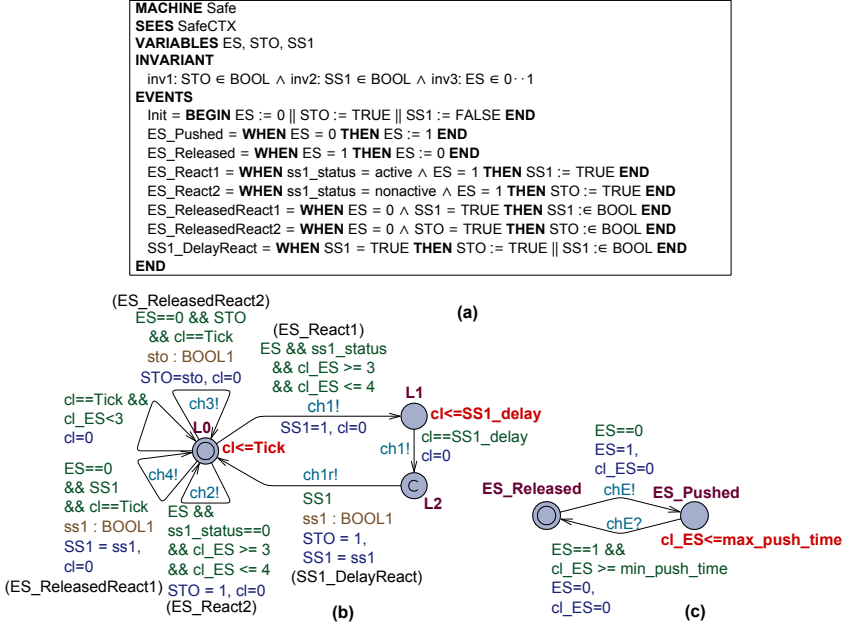 MACHINE Safe
SEES SafeCTX
VARIABLES ES, STO, SS1
INVARIANT
inv1: STO ∈ BOOL ∧ inv2: SS1 ∈ BOOL ∧ inv3: ES ∈ 0··1
EVENTS
Init = BEGIN ES := 0 || STO := TRUE || SS1 := FALSE END
ES_Pushed = WHEN ES = 0 THEN ES := 1 END
ES_Released = WHEN ES = 1 THEN ES := 0 END
ES_React1 = WHEN ss1_status = active ∧ ES = 1 THEN SS1 := TRUE END
ES_React2 = WHEN ss1_status = nonactive ∧ ES = 1 THEN STO := TRUE END
ES_ReleasedReact1 = WHEN ES = 0 ∧ SS1 = TRUE THEN SS1 :∈ BOOL END
ES_ReleasedReact2 = WHEN ES = 0 ∧ STO = TRUE THEN STO :∈ BOOL END
SS1_DelayReact = WHEN SS1 = TRUE THEN STO := TRUE || SS1 :∈ BOOL END
END
(a)
(ES_ReleasedReact2)
ES==0 && STO
&& cl==Tick
sto : BOOL1
STO=sto, cl=0
ch3!
cl==Tick &&
cl_ES<3
cl=0
L0
cl<=Tick
(ES_React1)
ES && ss1_status
&& cl_ES >= 3
&& cl_ES <= 4
ch1!
SS1=1, cl=0
L1
cl<=SS1_delay
ch1!
cl==SS1_delay
cl=0
C
L2
ch1r!
SS1
ss1 : BOOL1
STO = 1,
SS1 = ss1
(SS1_DelayReact)
ch4!
ES==0
&& SS1
&& cl==Tick
ss1 : BOOL1
SS1 = ss1,
cl=0
(ES_ReleasedReact1)
ch2!
ES &&
ss1_status==0
&& cl_ES >= 3
&& cl_ES <= 4
STO = 1, cl=0
(ES_React2)
(b)
ES==0
ES=1,
cl_ES=0
ES_Released
chE!
ES_Pushed
chE?
cl_ES<=max_push_time
ES==1 &&
cl_ES >= min_push_time
ES=0,
cl_ES=0
(c)